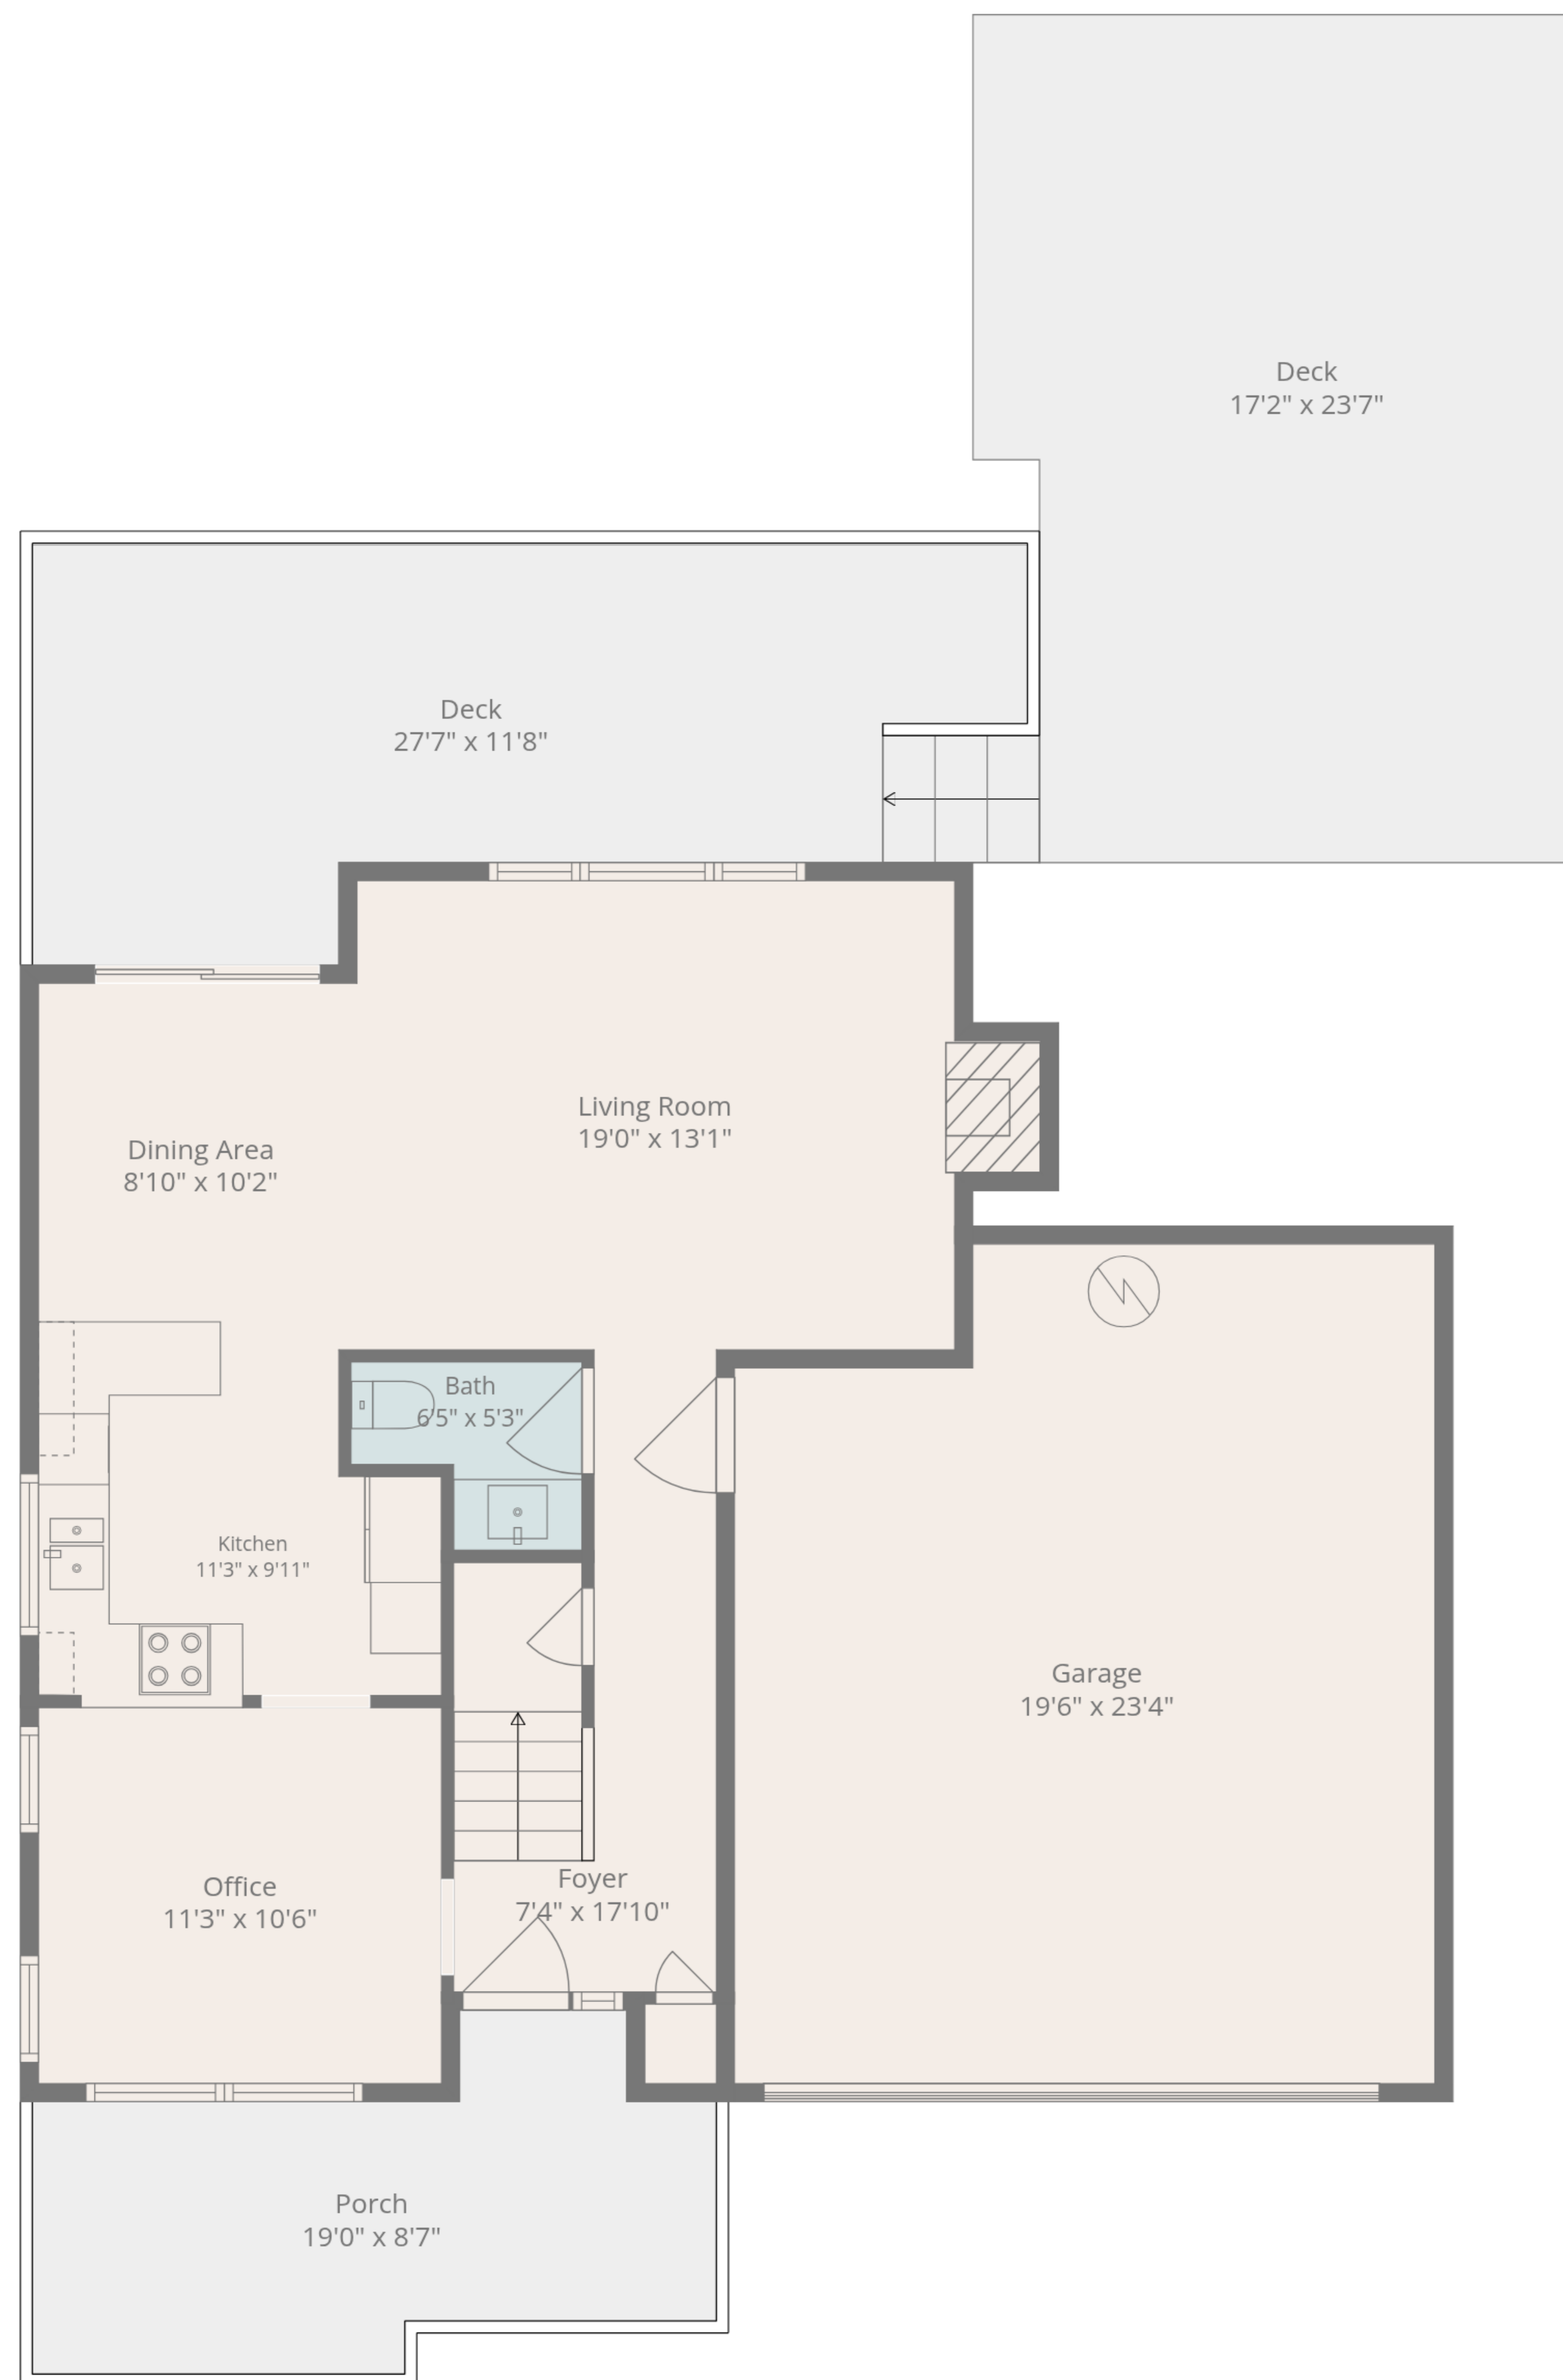 Deck
17'2" x 23'7"
Deck
27'7" x 11'8"
Living Room
19'0" x 13'1"
Dining Area
8'10" x 10'2"
Bath
6'5" x 5'3"
Kitchen
11'3" x 9'11"
Garage
19'6" x 23'4"
Foyer
7'4" x 17'10"
Office
11'3" x 10'6"
Porch
19'0" x 8'7"